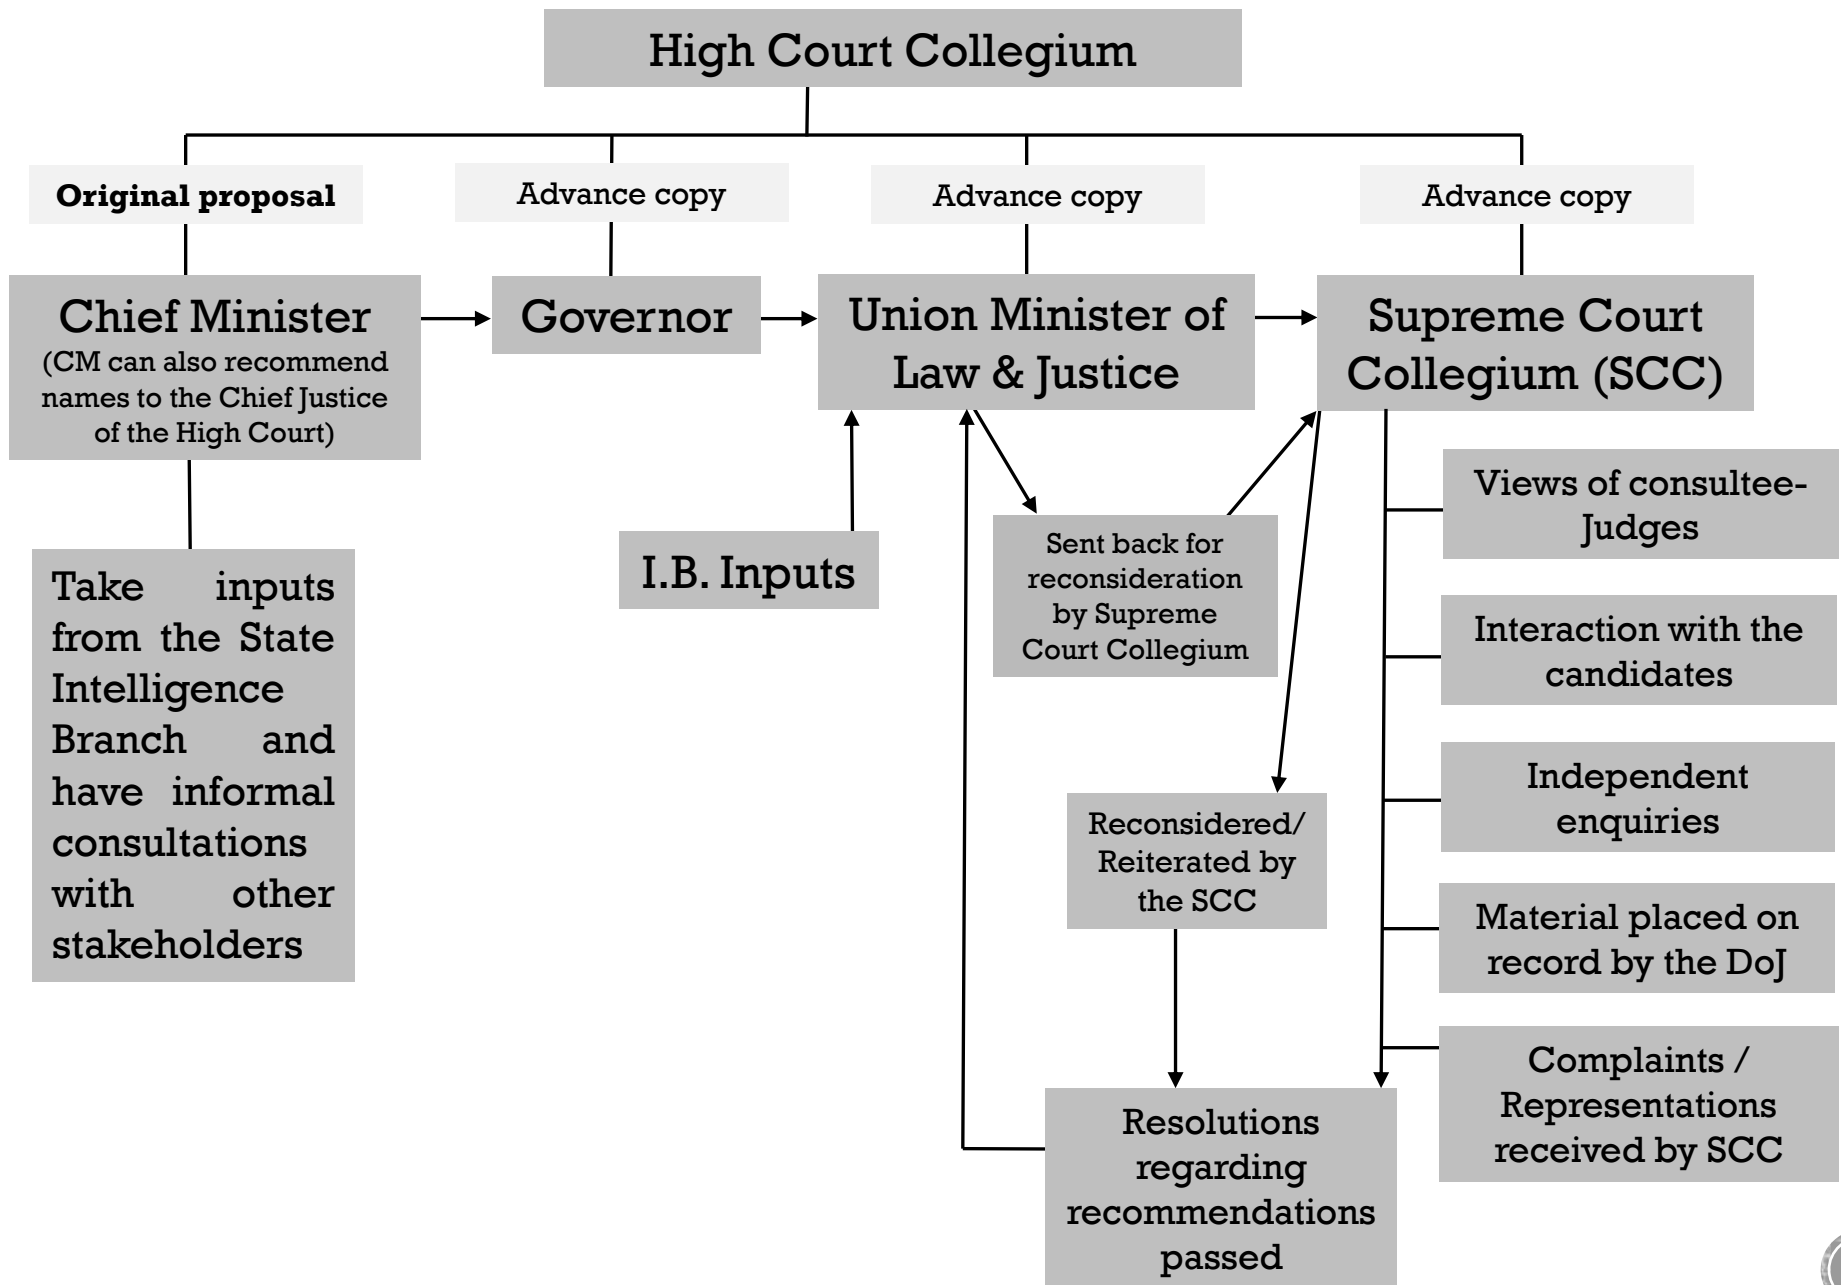 High Court Collegium
Original proposal
Advance copy
Advance copy
Advance copy
Chief Minister
(CM can also recommend
names to the Chief Justice
of the High Court)
Governor
Union Minister of
Law & Justice
Supreme Court
Collegium (SCC)
Take inputs
from the State
Intelligence
Branch and
have informal
consultations
with other
stakeholders
I.B. Inputs
Sent back for
reconsideration
by Supreme
Court Collegium
Reconsidered/
Reiterated by
the SCC
Resolutions
regarding
recommendations
passed
Views of consultee-
Judges
Interaction with the
candidates
Independent
enquiries
Material placed on
record by the DoJ
Complaints /
Representations
received by SCC